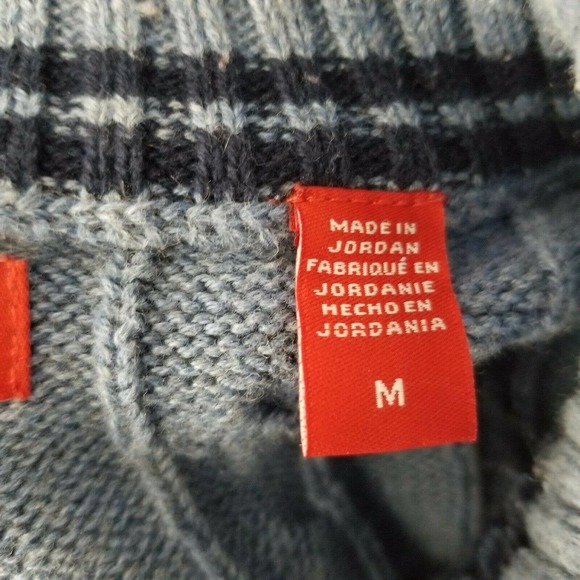 MADE IN
JORDAN
FABRIQUÉ EN
JORDANIE
HECHO EN
JORDANIA
M